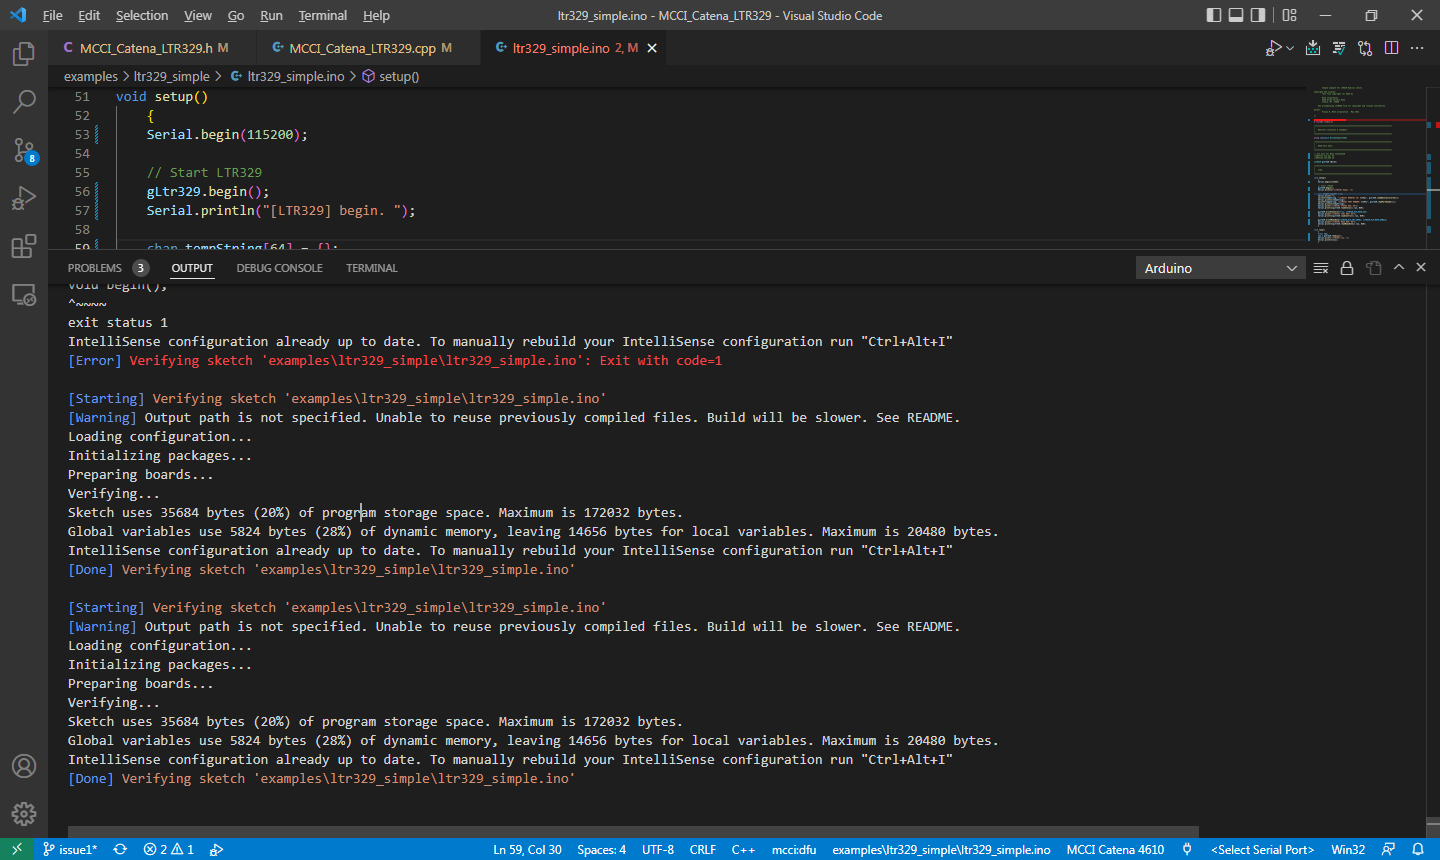 File Edit Selection View Go Run Terminal Help ltr329_simple.ino - MCCI_Catena_LTR329 - Visual Studio Code
MCCI_Catena_LTR329.h M MCCI_Catena_LTR329.cpp M ltr329_simple.ino 2, M
examples > ltr329_simple > ltr329_simple.ino > setup()
51 void setup()
52 {
53 Serial.begin(115200);
54
55 // Start LTR329
56 gLtr329.begin();
57 Serial.println("[LTR329] begin. ");
58
59 char tempString[64] = {};
8
PROBLEMS 3 OUTPUT DEBUG CONSOLE TERMINAL Arduino
void begin();
^~~~~
exit status 1
IntelliSense configuration already up to date. To manually rebuild your IntelliSense configuration run "Ctrl+Alt+I"
[Error] Verifying sketch 'examples\ltr329_simple\ltr329_simple.ino': Exit with code=1
[Starting] Verifying sketch 'examples\ltr329_simple\ltr329_simple.ino'
[Warning] Output path is not specified. Unable to reuse previously compiled files. Build will be slower. See README.
Loading configuration...
Initializing packages...
Preparing boards...
Verifying...
Sketch uses 35684 bytes (20%) of program storage space. Maximum is 172032 bytes.
Global variables use 5824 bytes (28%) of dynamic memory, leaving 14656 bytes for local variables. Maximum is 20480 bytes.
IntelliSense configuration already up to date. To manually rebuild your IntelliSense configuration run "Ctrl+Alt+I"
[Done] Verifying sketch 'examples\ltr329_simple\ltr329_simple.ino'
[Starting] Verifying sketch 'examples\ltr329_simple\ltr329_simple.ino'
[Warning] Output path is not specified. Unable to reuse previously compiled files. Build will be slower. See README.
Loading configuration...
Initializing packages...
Preparing boards...
Verifying...
Sketch uses 35684 bytes (20%) of program storage space. Maximum is 172032 bytes.
Global variables use 5824 bytes (28%) of dynamic memory, leaving 14656 bytes for local variables. Maximum is 20480 bytes.
IntelliSense configuration already up to date. To manually rebuild your IntelliSense configuration run "Ctrl+Alt+I"
[Done] Verifying sketch 'examples\ltr329_simple\ltr329_simple.ino'
issue1* 2 1 Ln 59, Col 30 Spaces: 4 UTF-8 CRLF C++ mcci:dfu examples\ltr329_simple\ltr329_simple.ino MCCI Catena 4610 <Select Serial Port> Win32